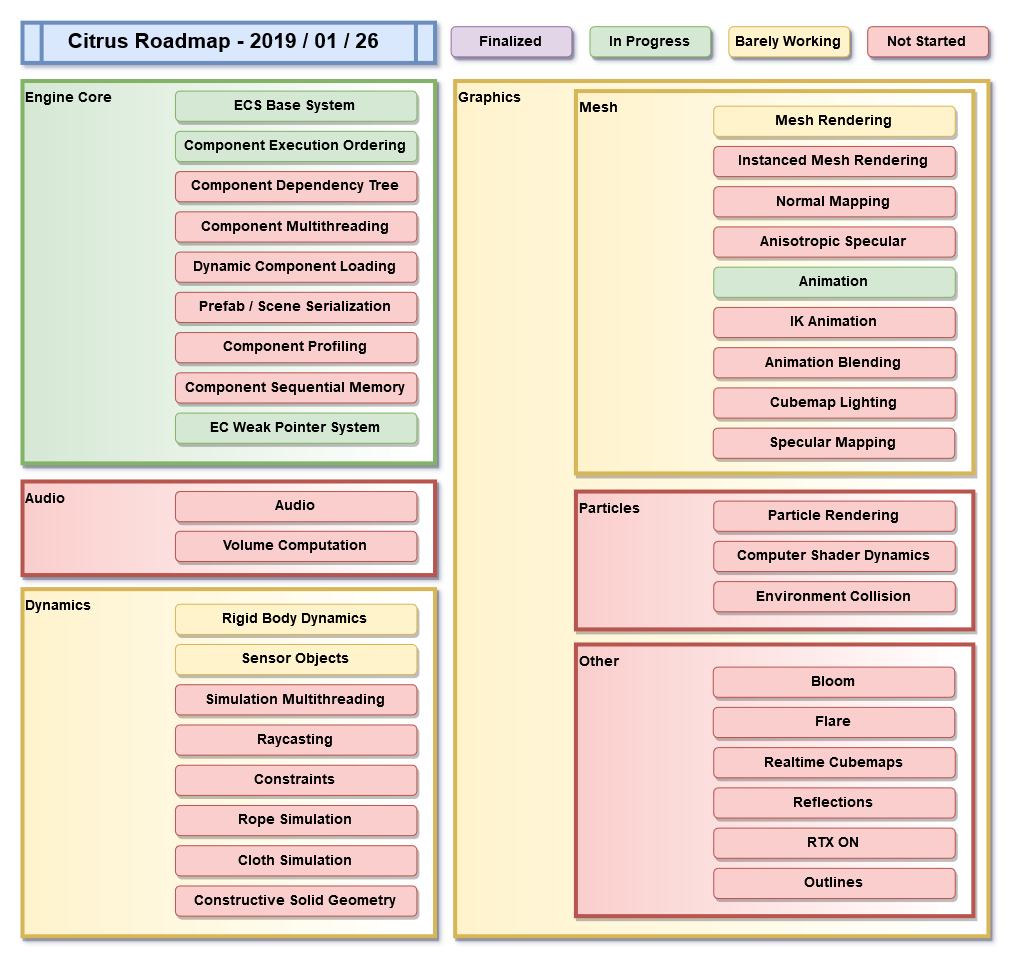 Citrus Roadmap - 2019 / 01 / 26
Finalized
In Progress
Barely Working
Not Started
Engine Core
ECS Base System
Component Execution Ordering
Component Dependency Tree
Component Multithreading
Dynamic Component Loading
Prefab / Scene Serialization
Component Profiling
Component Sequential Memory
EC Weak Pointer System
Audio
Audio
Volume Computation
Dynamics
Rigid Body Dynamics
Sensor Objects
Simulation Multithreading
Raycasting
Constraints
Rope Simulation
Cloth Simulation
Constructive Solid Geometry
Graphics
Mesh
Mesh Rendering
Instanced Mesh Rendering
Normal Mapping
Anisotropic Specular
Animation
IK Animation
Animation Blending
Cubemap Lighting
Specular Mapping
Particles
Particle Rendering
Computer Shader Dynamics
Environment Collision
Other
Bloom
Flare
Realtime Cubemaps
Reflections
RTX ON
Outlines